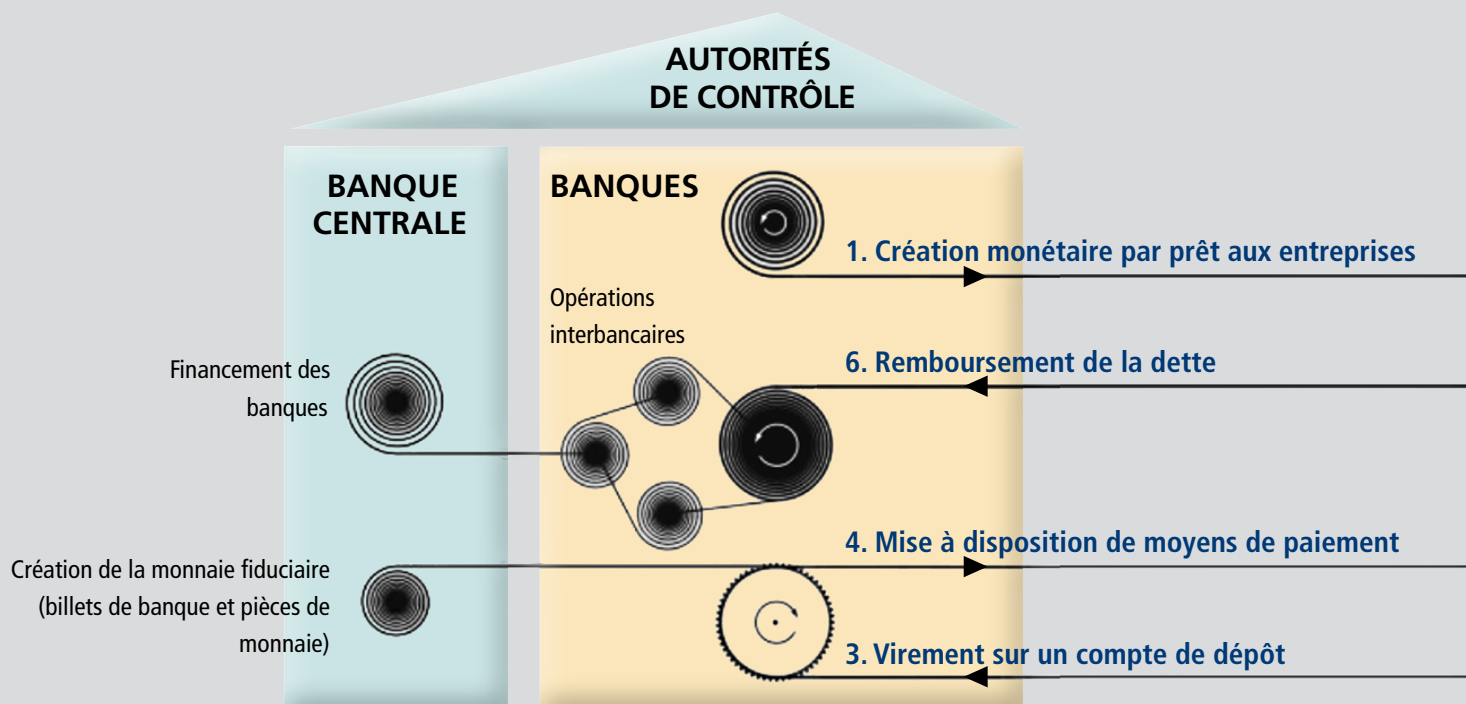 AUTORITÉS
DE CONTRÔLE
BANQUE
CENTRALE
BANQUES
1. Création monétaire par prêt aux entreprises
Opérations
interbancaires
Financement des
banques
6. Remboursement de la dette
4. Mise à disposition de moyens de paiement
Création de la monnaie fiduciaire
(billets de banque et pièces de
monnaie)
3. Virement sur un compte de dépôt